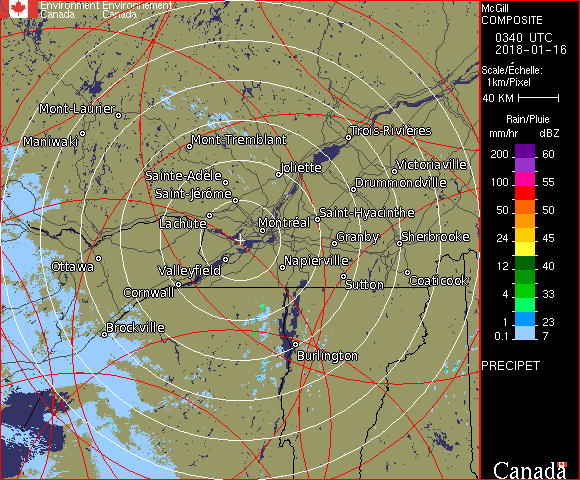 Environment Environnement
Canada Canada
McGill
COMPOSITE
0340 UTC
2018-01-16
Scale/Échelle:
1km/Pixel
40 KM
Rain/Pluie
mm/hr dBZ
200 60
100 55
50 50
24 45
12 40
4 33
1 23
0.1 7
PRECIPET
Canada
Mont-Laurier
Maniwaki
Mont-Tremblant
Trois-Rivières
Sainte-Adèle
Joliette
Victoriaville
Saint-Jérôme
Drummondville
Lachute
Montréal
Saint-Hyacinthe
Granby
Sherbrooke
Ottawa
Valleyfield
Napierville
Cornwall
Sutton
Coaticook
Brockville
Burlington